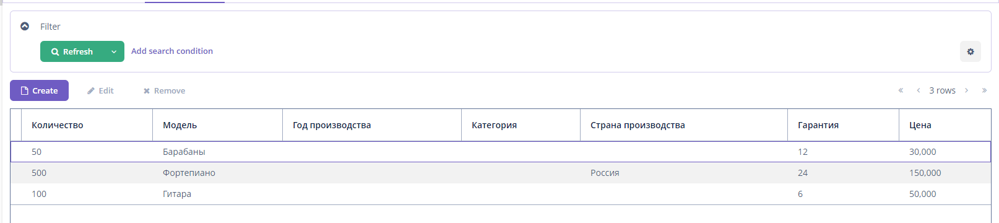 Filter
Refresh Add search condition
Create Edit Remove 3 rows
Количество Модель Год производства Категория Страна производства Гарантия Цена
50 Барабаны 12 30,000
500 Фортепиано Россия 24 150,000
100 Гитара 6 50,000